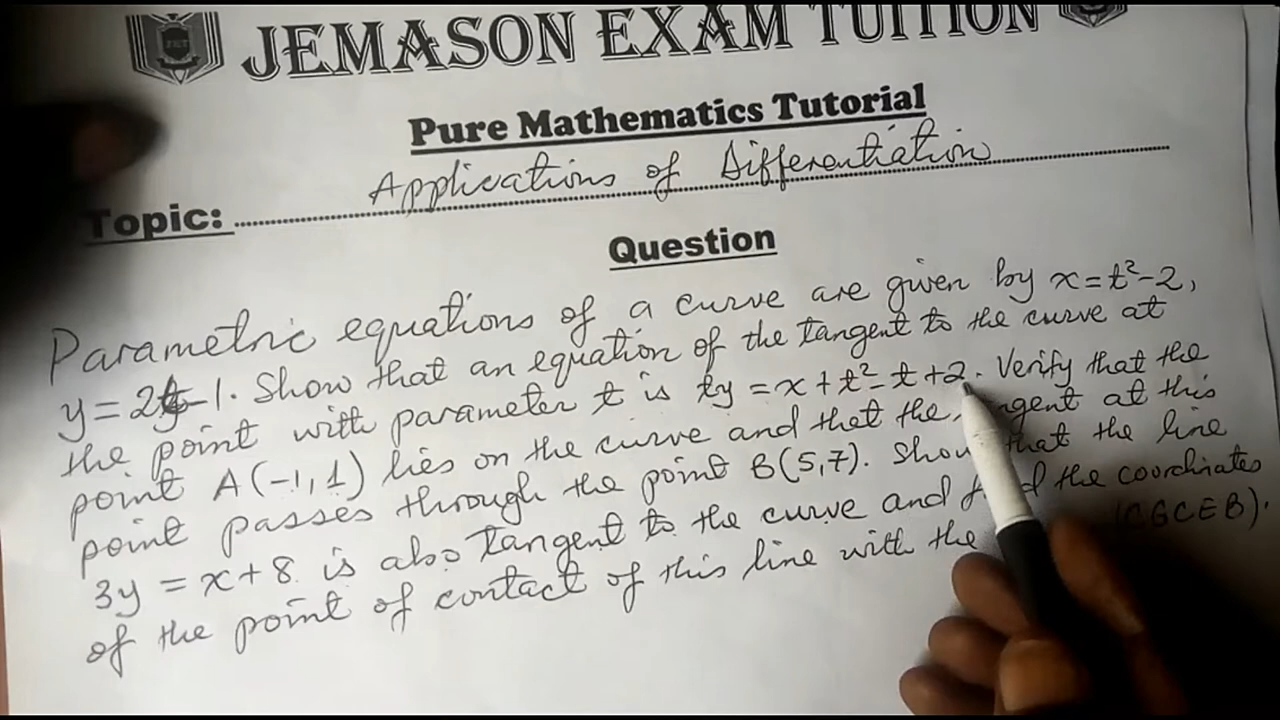 JEMASON EXAM TUITION
Pure Mathematics Tutorial
Topic: Applications of Differentiation
Question
Parametric equations of a curve are given by x = t² - 2,
y = 2t - 1. Show that an equation of the tangent to the curve at
the point with parameter t is ty = x + t² - t + 2. Verify that the
point A(-1, 1) lies on the curve and that the at this
point passes through the point B(5, 7). Show that the line
3y = x + 8 is also tangent to the curve and find the coordinates
of the point of contact of this line with the (CGCEB).